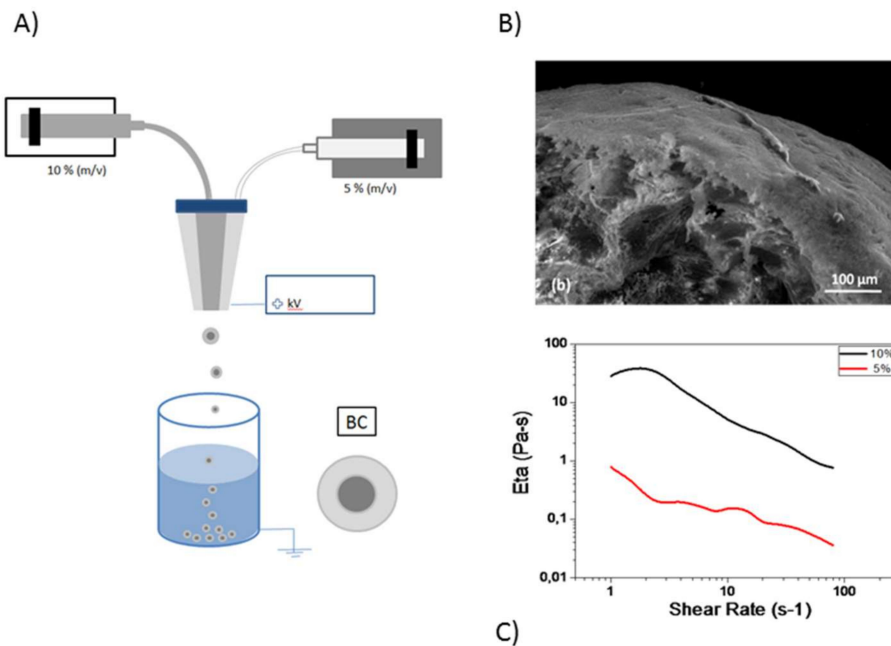 A)
10 % (m/v)
5 % (m/v)
kV
BC
B)
(b)
100 µm
100
10
1
0,1
0,01
Eta (Pa-s)
10%
5%
1
10
100
Shear Rate (s-1)
C)